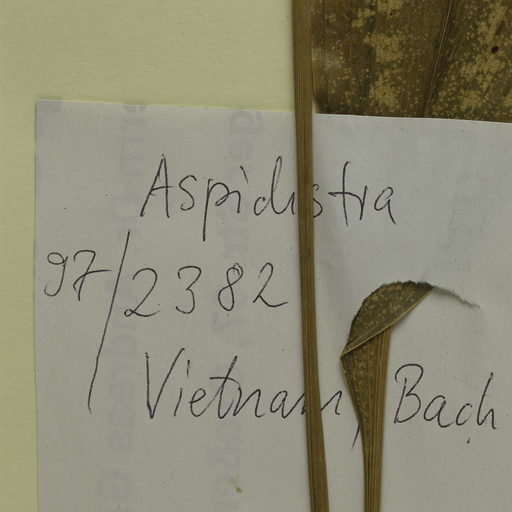 Aspidistra
97/2382
Vietnam, Bach